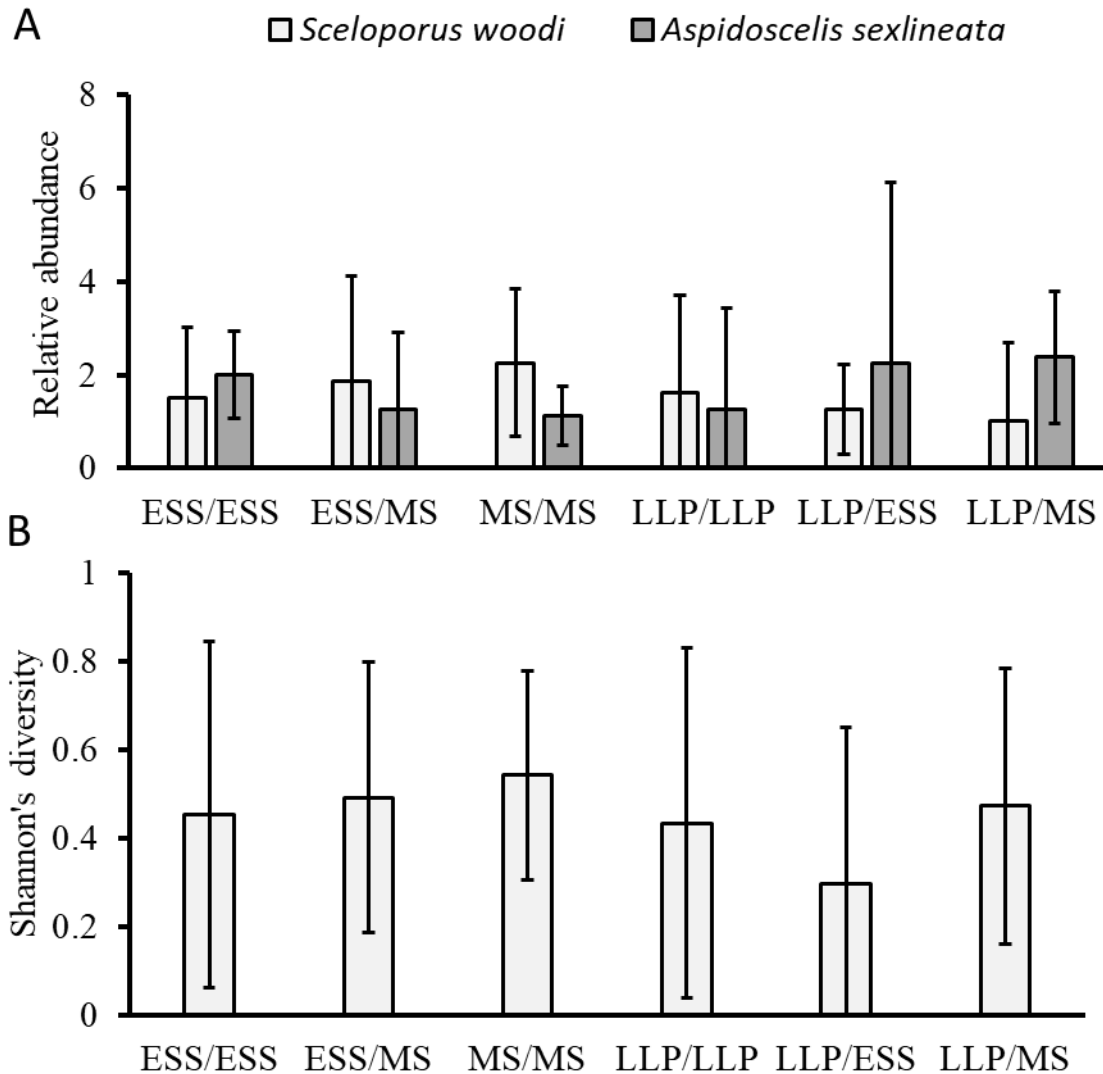 A
Sceloporus woodi
Aspidoscelis sexlineata
Relative abundance
8
6
4
2
0
ESS/ESS ESS/MS MS/MS LLP/LLP LLP/ESS LLP/MS
B
Shannon's diversity
1
0.8
0.6
0.4
0.2
0
ESS/ESS ESS/MS MS/MS LLP/LLP LLP/ESS LLP/MS